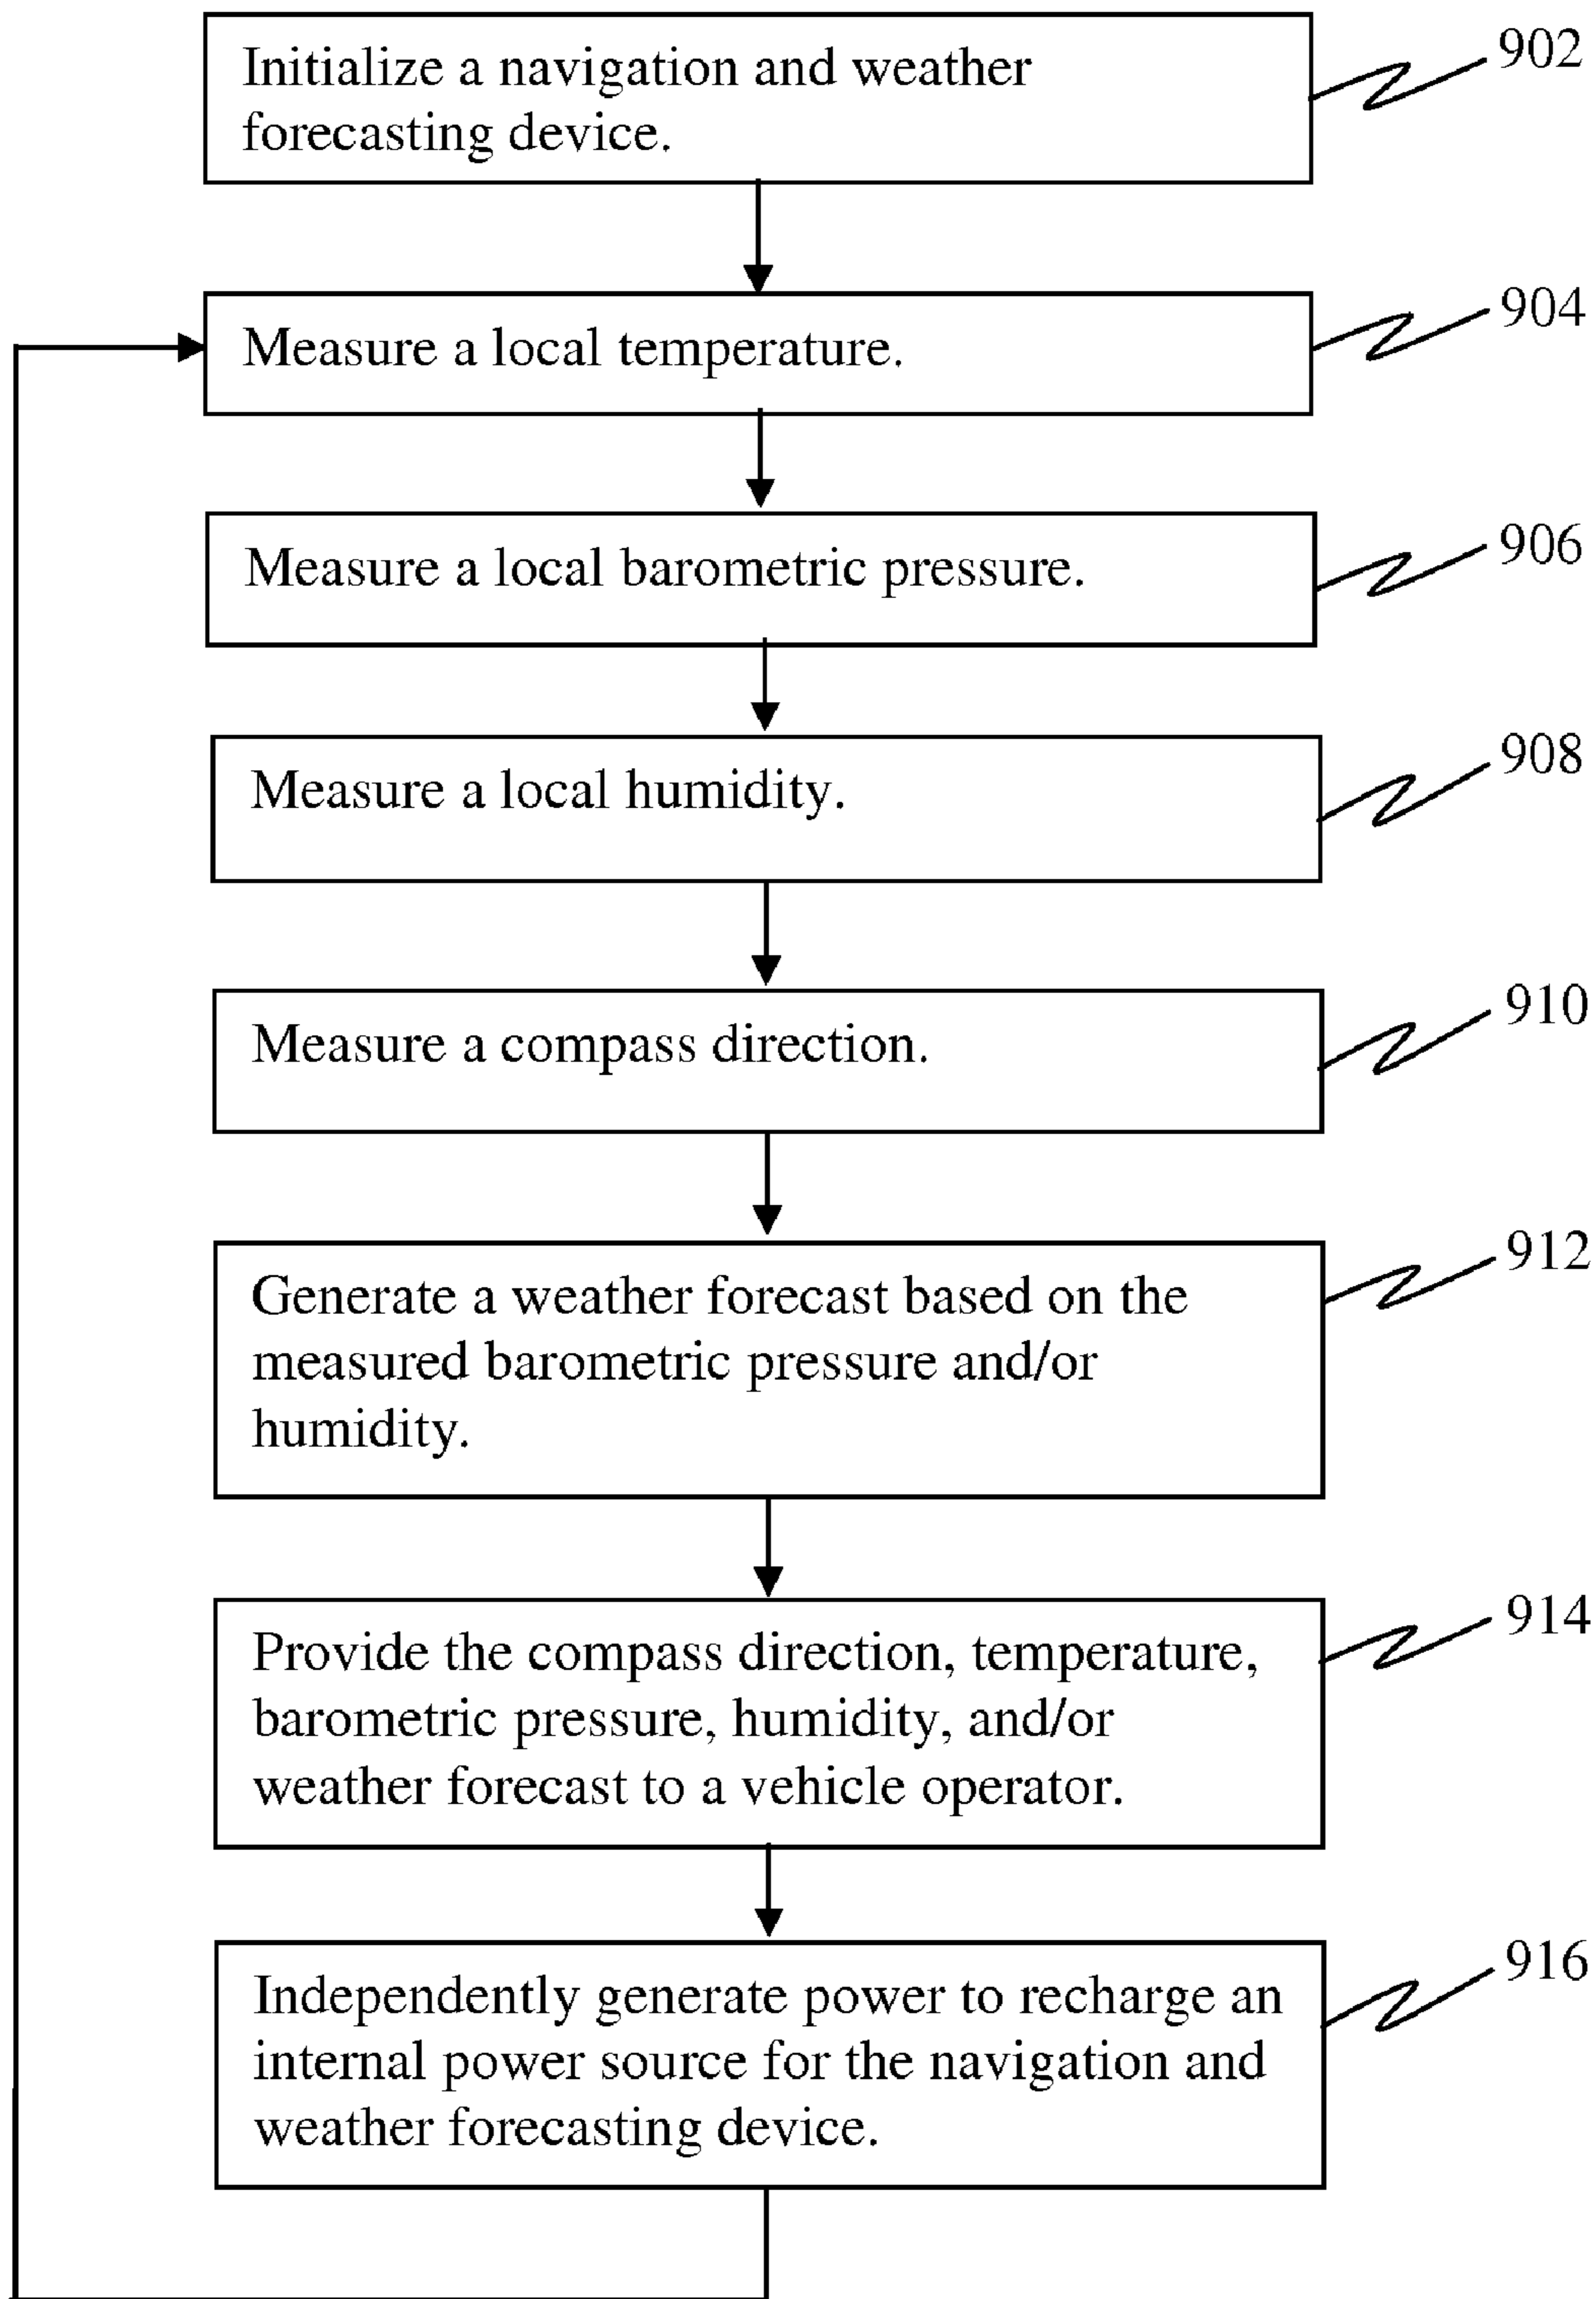 Initialize a navigation and weather
forecasting device.
902
Measure a local temperature.
904
Measure a local barometric pressure.
906
Measure a local humidity.
908
Measure a compass direction.
910
Generate a weather forecast based on the
measured barometric pressure and/or
humidity.
912
Provide the compass direction, temperature,
barometric pressure, humidity, and/or
weather forecast to a vehicle operator.
914
Independently generate power to recharge an
internal power source for the navigation and
weather forecasting device.
916